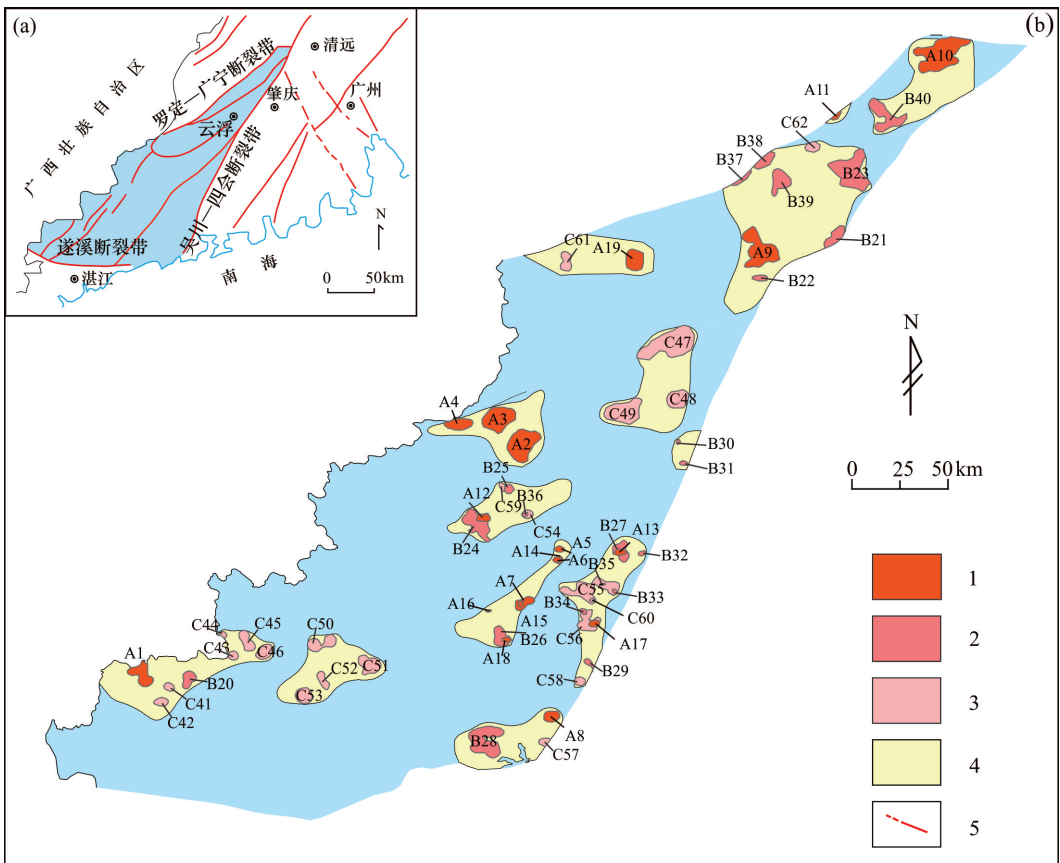 (a)
清远
广西壮族自治区
罗定—广宁断裂带
肇庆
广州
云浮
吴川—四会断裂带
遂溪断裂带
湛江
南海
N
0 50km
(b)
A10
A11
B40
C62
B38
B37
B23
B39
B21
A9
B22
C61
A19
N
C47
C48
C49
A4
A3
A2
B30
B31
0 25 50 km
B25
A12
B36
C59
C54
B24
A5
A14
A6
B27
A13
B32
B35
A7
C55
B33
A16
B34
C60
A15
B26
C56
A17
A18
B29
C58
C44
C45
C50
A1
C43
C46
C52
C51
B20
C41
C53
C42
A8
B28
C57
1
2
3
4
5